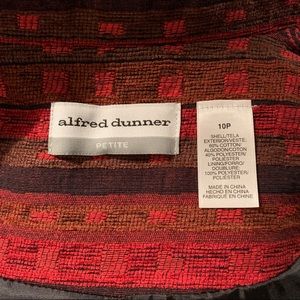 alfred dunner
PETITE
10P
SHELL/TELA
EXTERIOR/VESTE:
60% COTTON/
ALGODON/COTON
40% POLYESTER/
POLIESTER
LINING/FORRO/
DOUBLURE:
100% POLYESTER/
POLIESTER
MADE IN CHINA
HECHO EN CHINA
FABRIQUE EN CHINE